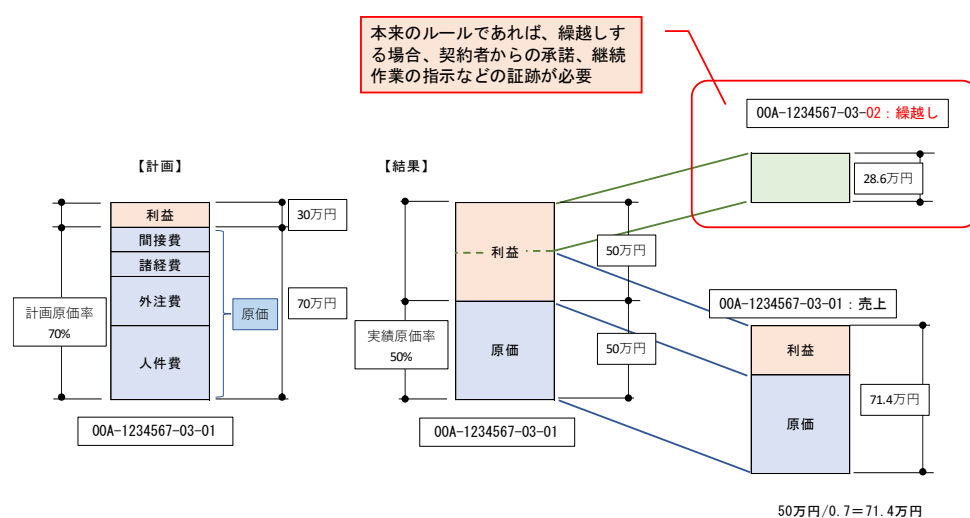 本来のルールであれば、繰越しす
る場合、契約者からの承諾、継続
作業の指示などの証跡が必要
00A-1234567-03-02：繰越し
【計画】
【結果】
28.6万円
利益
30万円
間接費
諸経費
外注費
人件費
原価
70万円
計画原価率
70%
00A-1234567-03-01
利益
50万円
実績原価率
50%
原価
50万円
00A-1234567-03-01
00A-1234567-03-01：売上
利益
原価
71.4万円
50万円/0.7＝71.4万円